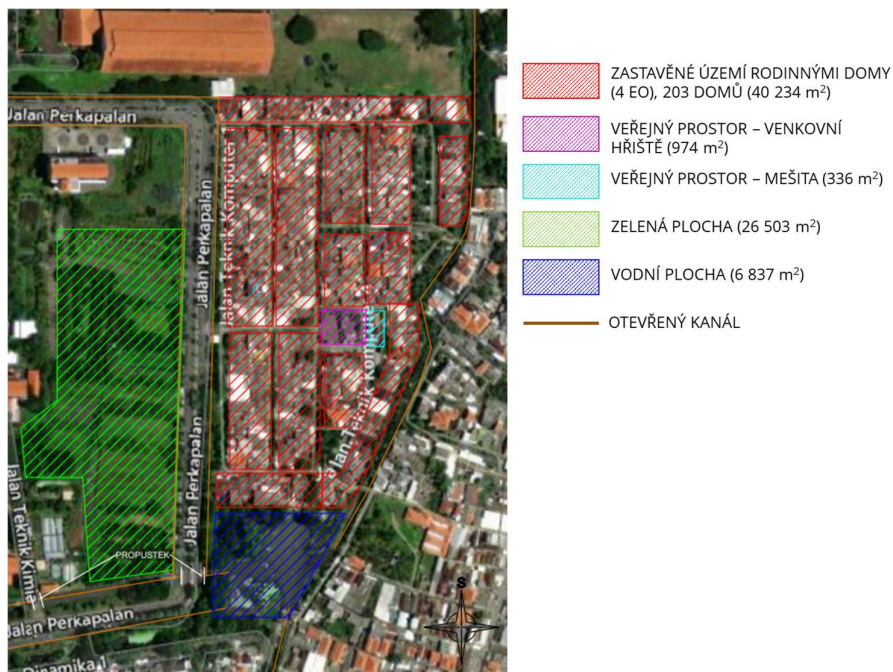 Jalan Perkapalan
Jalan Teknik Komputer I
Jalan Perkapalan
Jalan Teknik Komputer
Jalan Perkapalan
Jalan Teknik Kimia
PROPUSTEK
Jalan Perkapalan
Dinamika 1
S
ZASTAVĚNÉ ÚZEMÍ RODINNÝMI DOMY
(4 EO), 203 DOMŮ (40 234 m²)
VEŘEJNÝ PROSTOR – VENKOVNÍ
HŘIŠTĚ (974 m²)
VEŘEJNÝ PROSTOR – MEŠITA (336 m²)
ZELENÁ PLOCHA (26 503 m²)
VODNÍ PLOCHA (6 837 m²)
OTEVŘENÝ KANÁL